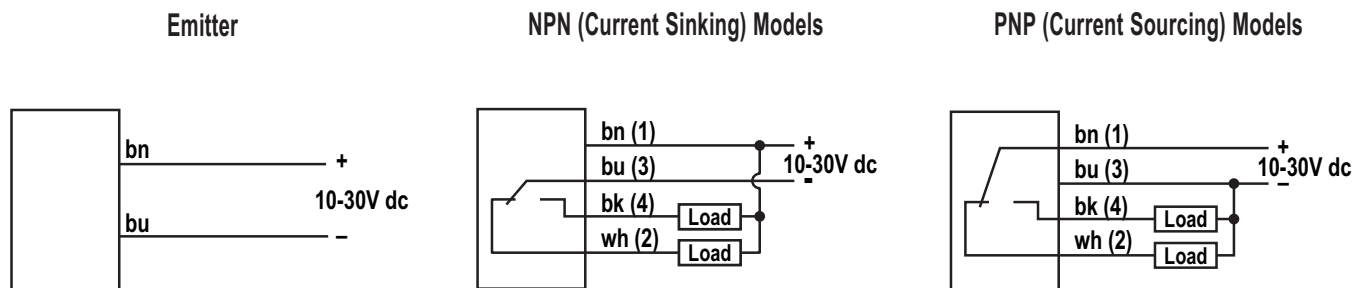 Emitter
bn
+
10-30V dc
bu
–
NPN (Current Sinking) Models
bn (1)
+
bu (3)
10-30V dc
–
bk (4)
Load
wh (2)
Load
PNP (Current Sourcing) Models
bn (1)
+
bu (3)
10-30V dc
–
bk (4)
Load
wh (2)
Load